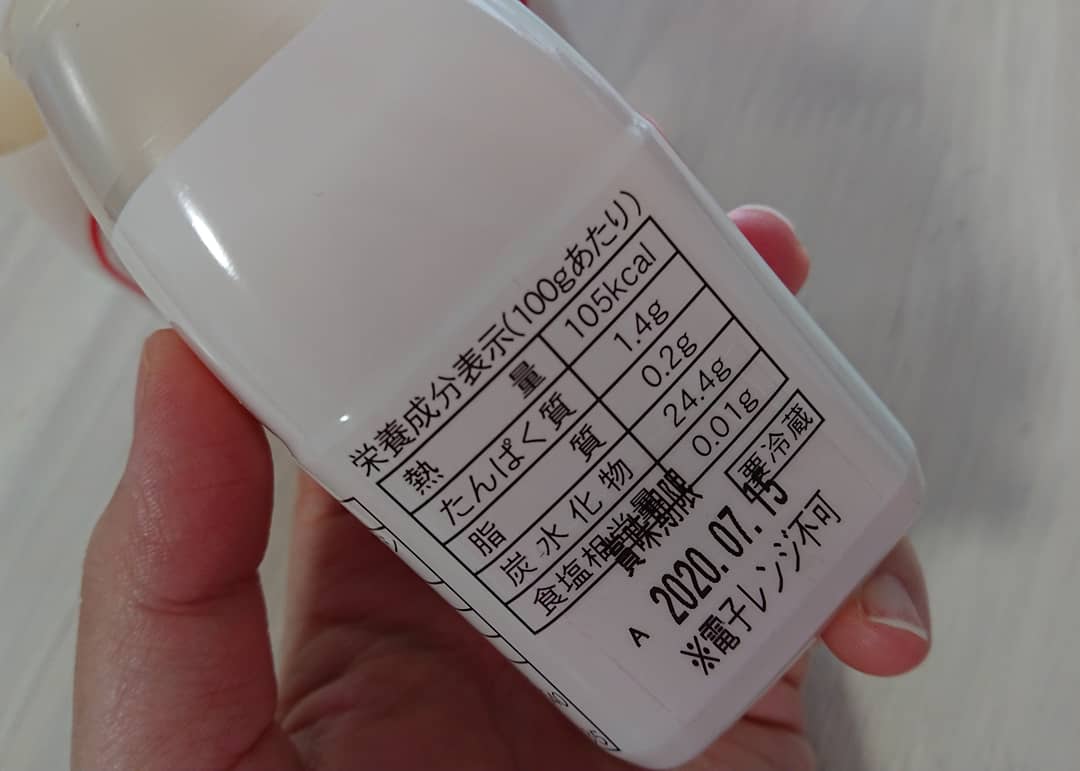 栄養成分表示(100gあたり)
熱量 105kcal
たんぱく質 1.4g
脂質 0.2g
炭水化物 24.4g
食塩相当量 0.01g
賞味期限 要冷蔵
A 2020.07.15
※電子レンジ不可